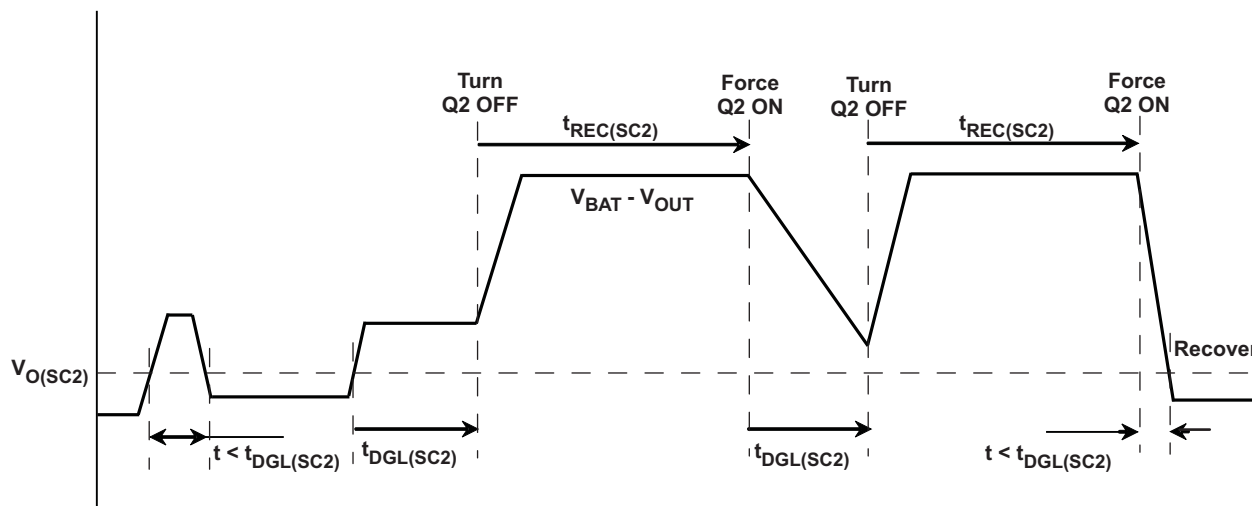 Turn
Q2 OFF
Force
Q2 ON
Turn
Q2 OFF
Force
Q2 ON
tREC(SC2)
tREC(SC2)
VBAT - VOUT
VO(SC2)
Recover
t < tDGL(SC2)
tDGL(SC2)
tDGL(SC2)
t < tDGL(SC2)